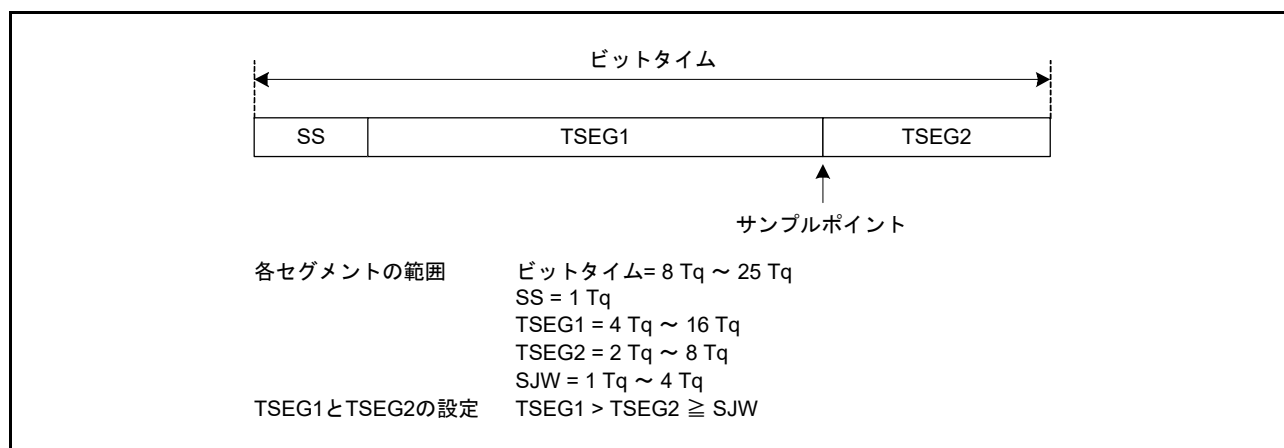 ビットタイム
SS TSEG1 TSEG2
サンプルポイント
各セグメントの範囲 ビットタイム= 8 Tq ~ 25 Tq
SS = 1 Tq
TSEG1 = 4 Tq ~ 16 Tq
TSEG2 = 2 Tq ~ 8 Tq
SJW = 1 Tq ~ 4 Tq
TSEG1とTSEG2の設定 TSEG1 > TSEG2 ≧ SJW